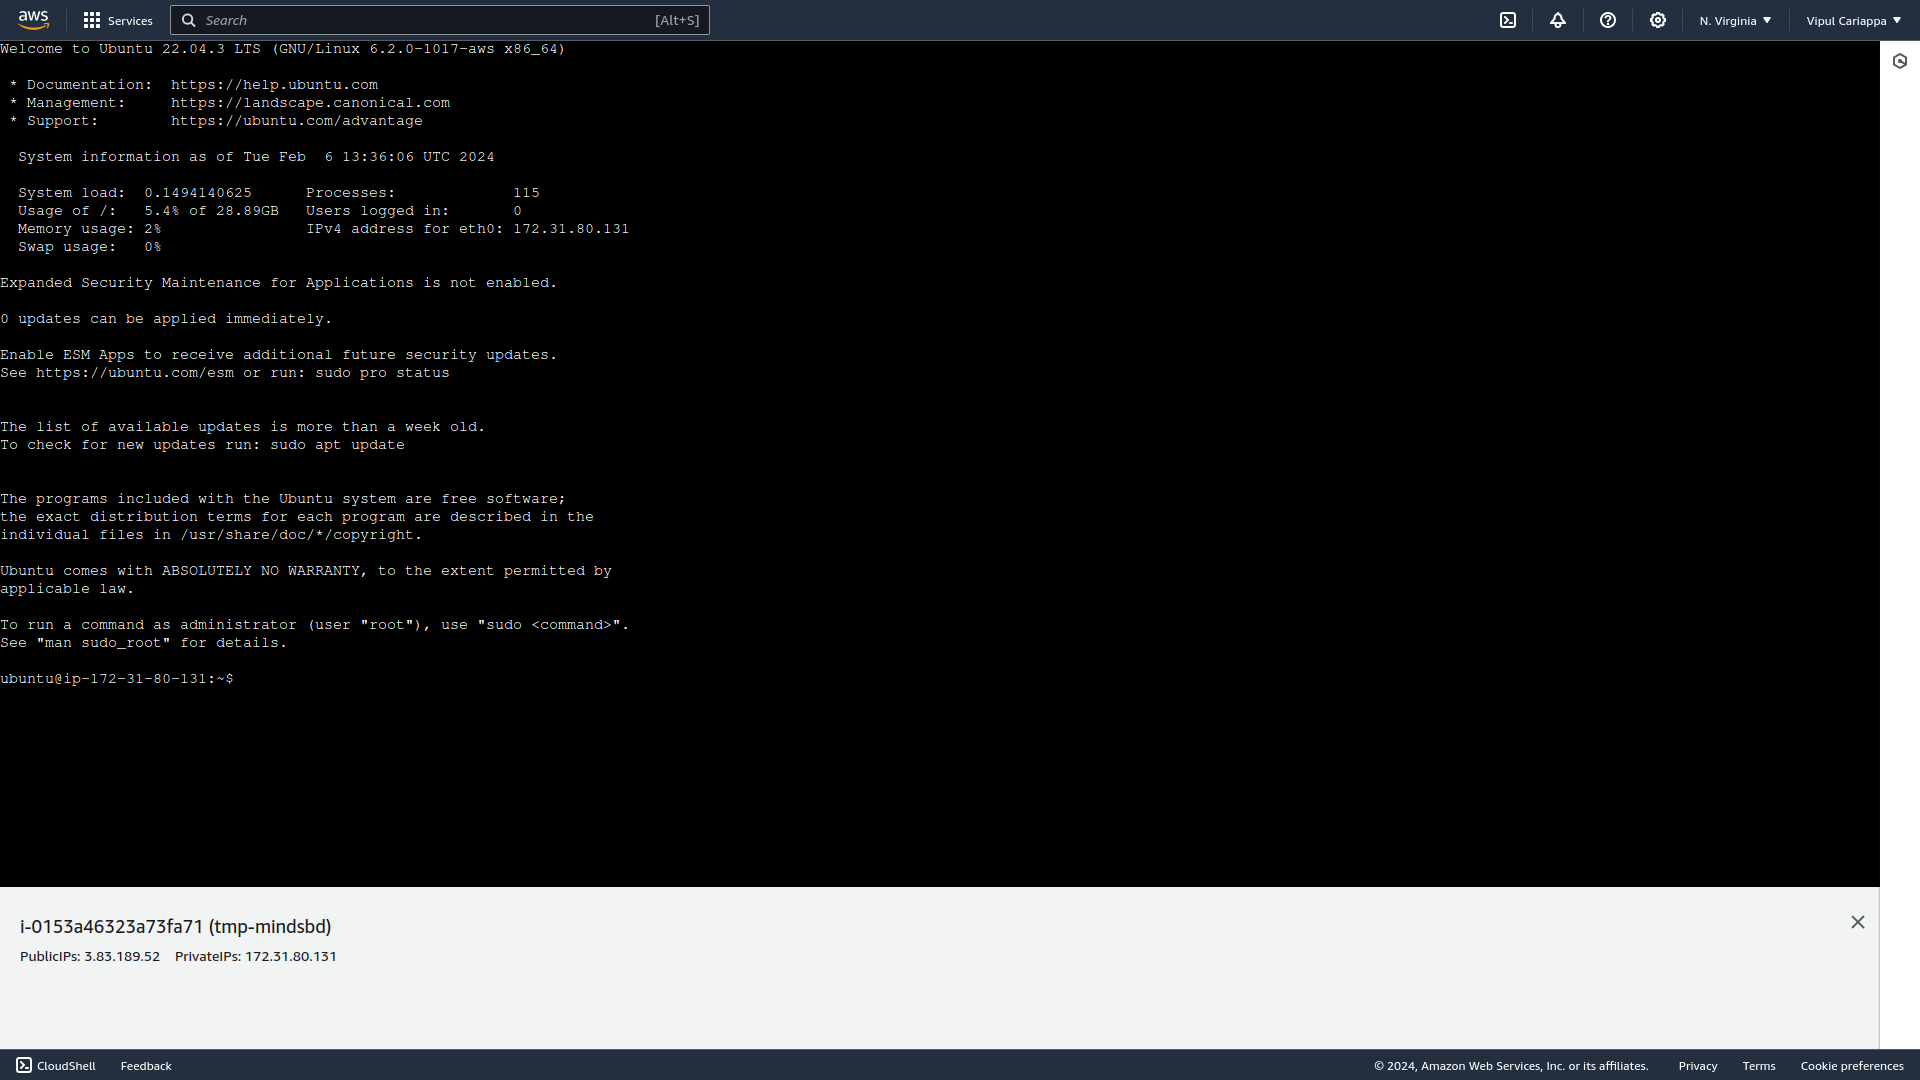 aws Services Search [Alt+S] N. Virginia Vipul Cariappa
Welcome to Ubuntu 22.04.3 LTS (GNU/Linux 6.2.0-1017-aws x86_64)
* Documentation:  https://help.ubuntu.com
* Management:     https://landscape.canonical.com
* Support:        https://ubuntu.com/advantage
System information as of Tue Feb  6 13:36:06 UTC 2024
System load:  0.1494140625      Processes:             115
Usage of /:   5.4% of 28.89GB   Users logged in:       0
Memory usage: 2%                IPv4 address for eth0: 172.31.80.131
Swap usage:   0%
Expanded Security Maintenance for Applications is not enabled.
0 updates can be applied immediately.
Enable ESM Apps to receive additional future security updates.
See https://ubuntu.com/esm or run: sudo pro status
The list of available updates is more than a week old.
To check for new updates run: sudo apt update
The programs included with the Ubuntu system are free software;
the exact distribution terms for each program are described in the
individual files in /usr/share/doc/*/copyright.
Ubuntu comes with ABSOLUTELY NO WARRANTY, to the extent permitted by
applicable law.
To run a command as administrator (user "root"), use "sudo <command>".
See "man sudo_root" for details.
ubuntu@ip-172-31-80-131:~$
i-0153a46323a73fa71 (tmp-mindsbd)
PublicIPs: 3.83.189.52 PrivateIPs: 172.31.80.131
CloudShell Feedback © 2024, Amazon Web Services, Inc. or its affiliates. Privacy Terms Cookie preferences